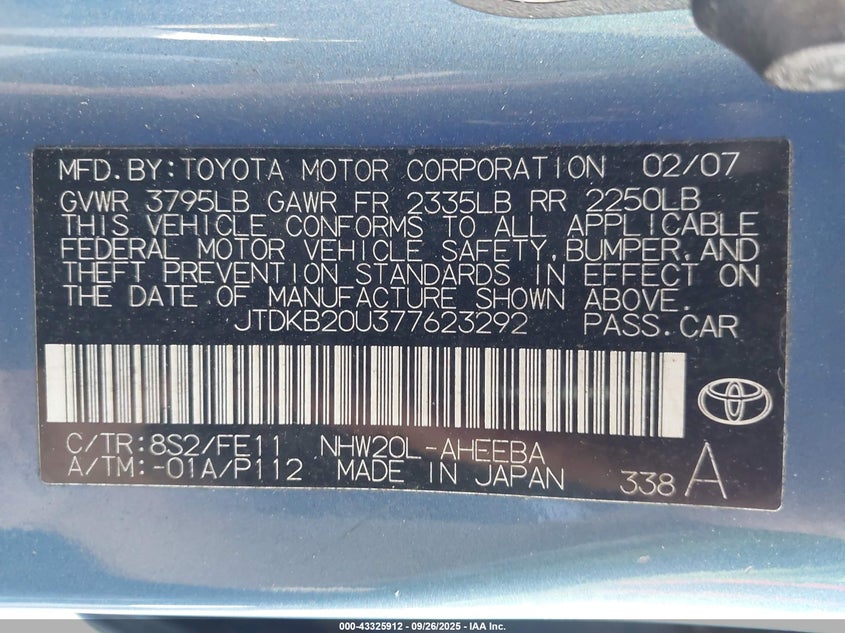 MFD.BY:TOYOTA MOTOR CORPORATION 02/07
GVWR 3795LB GAWR FR 2335LB RR 2250LB
THIS VEHICLE CONFORMS TO ALL APPLICABLE
FEDERAL MOTOR VEHICLE SAFETY,BUMPER,AND
THEFT PREVENTION STANDARDS IN EFFECT ON
THE DATE OF MANUFACTURE SHOWN ABOVE.
JTDKB20U377623292 PASS.CAR
C/TR:8S2/FE11 NHW20L-AHEEBA
A/TM:-01A/P112 MADE IN JAPAN 338 A
000-43325912 - 09/26/2025 - IAA Inc.